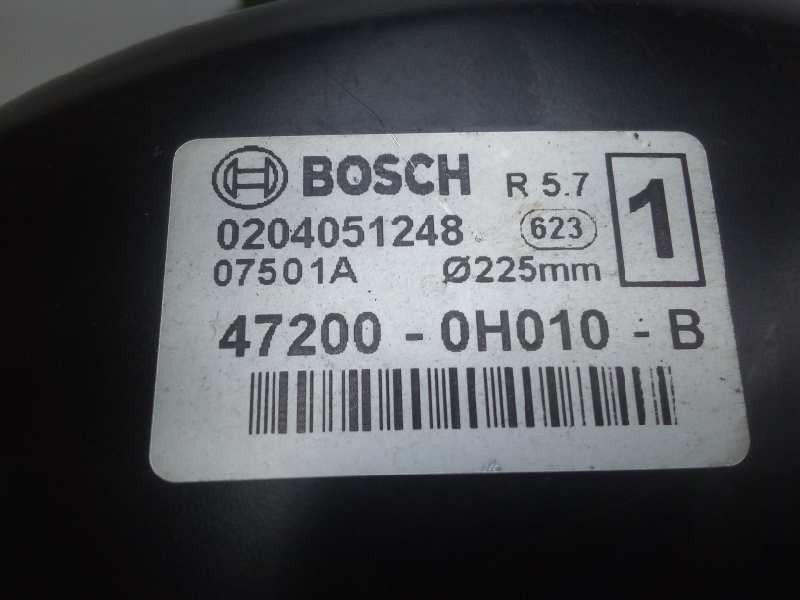 BOSCH R 5.7 1
0204051248 623
07501A Ø225mm
47200 - 0H010 - B